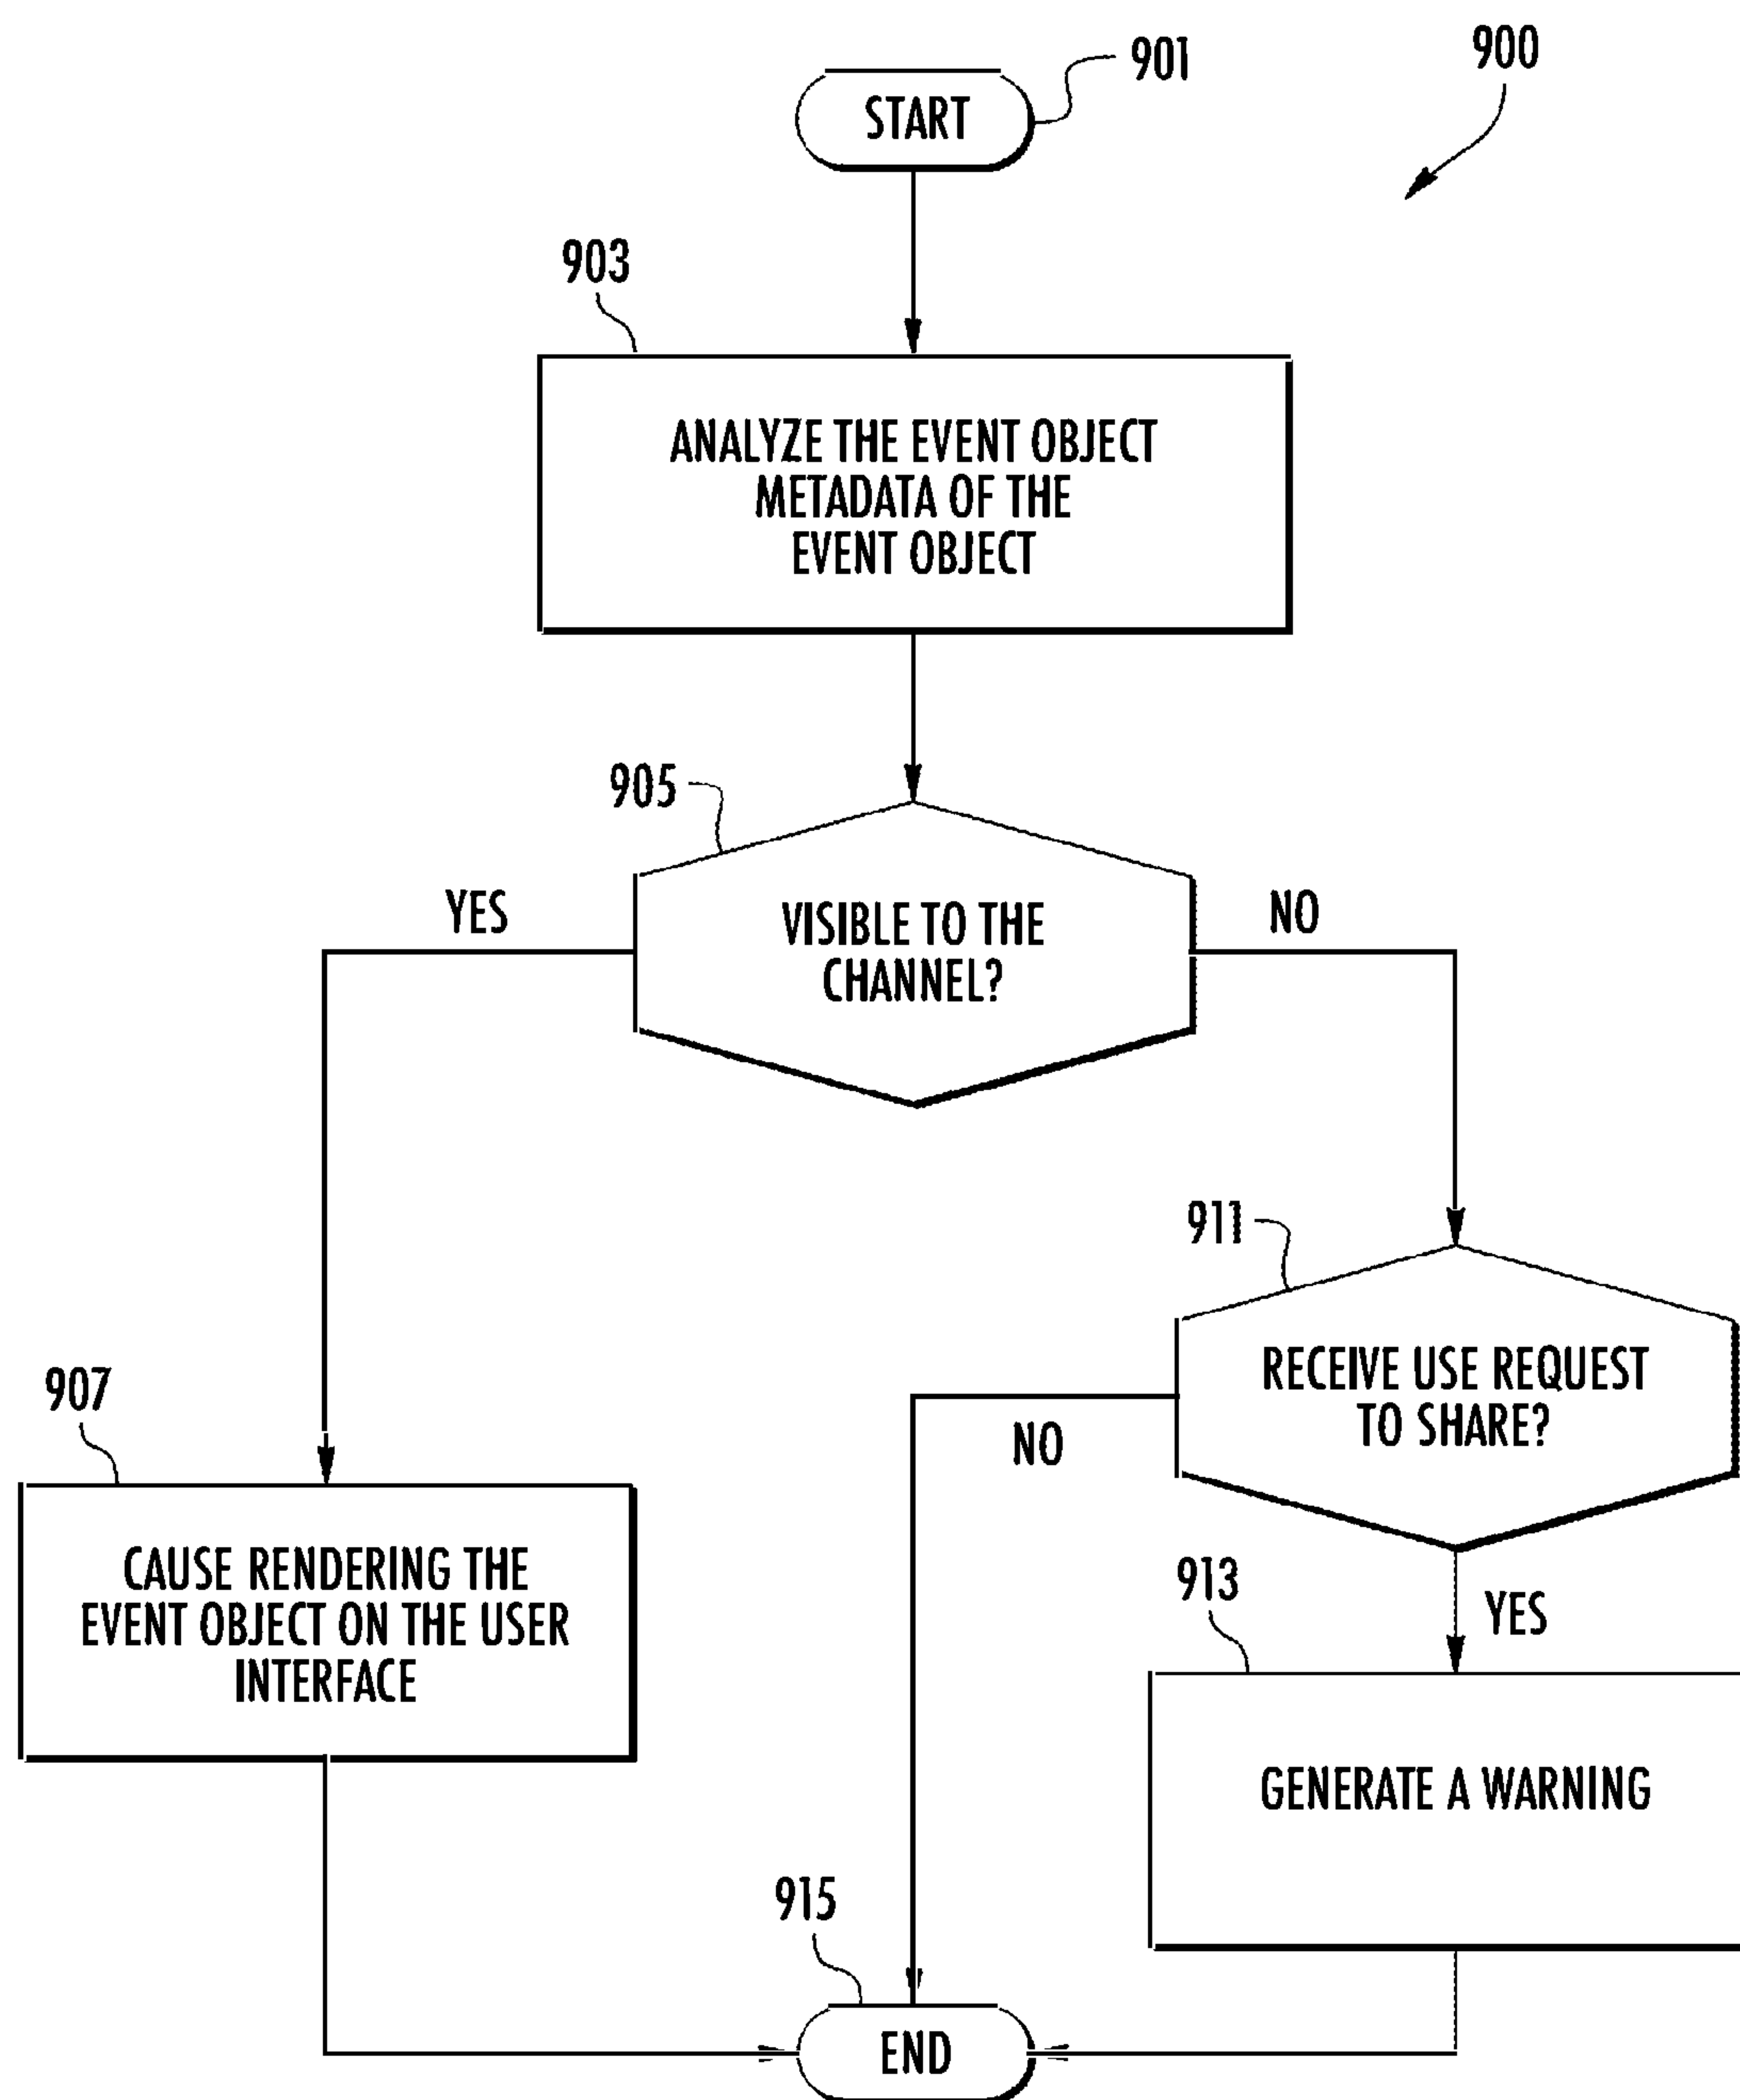 900
901
START
903
ANALYZE THE EVENT OBJECT
METADATA OF THE
EVENT OBJECT
905
YES
VISIBLE TO THE
CHANNEL?
NO
911
RECEIVE USE REQUEST
TO SHARE?
NO
YES
907
CAUSE RENDERING THE
EVENT OBJECT ON THE USER
INTERFACE
913
GENERATE A WARNING
915
END